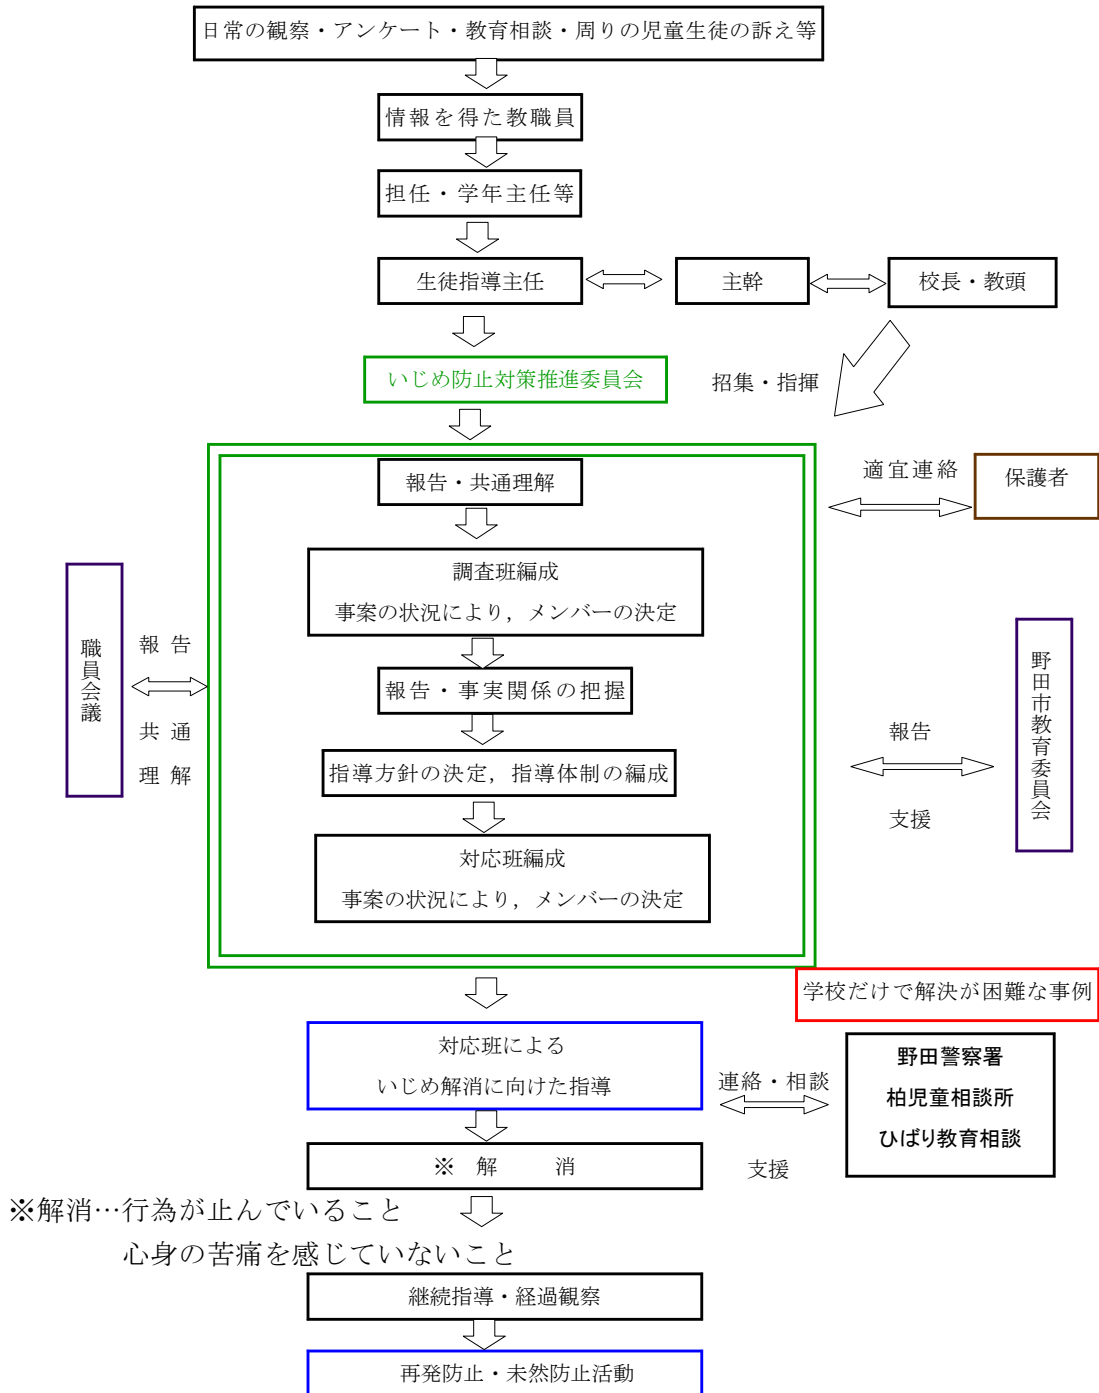 日常の観察・アンケート・教育相談・周りの児童生徒の訴え等
情報を得た教職員
担任・学年主任等
生徒指導主任
主幹
校長・教頭
いじめ防止対策推進委員会
招集・指揮
報告・共通理解
適宜連絡
保護者
調査班編成
事案の状況により，メンバーの決定
職員会議
報告
共通
理解
報告・事実関係の把握
野田市教育委員会
報告
支援
指導方針の決定，指導体制の編成
対応班編成
事案の状況により，メンバーの決定
学校だけで解決が困難な事例
対応班による
いじめ解消に向けた指導
連絡・相談
野田警察署
柏児童相談所
ひばり教育相談
※　解　　消
支援
※解消…行為が止んでいること
心身の苦痛を感じていないこと
継続指導・経過観察
再発防止・未然防止活動